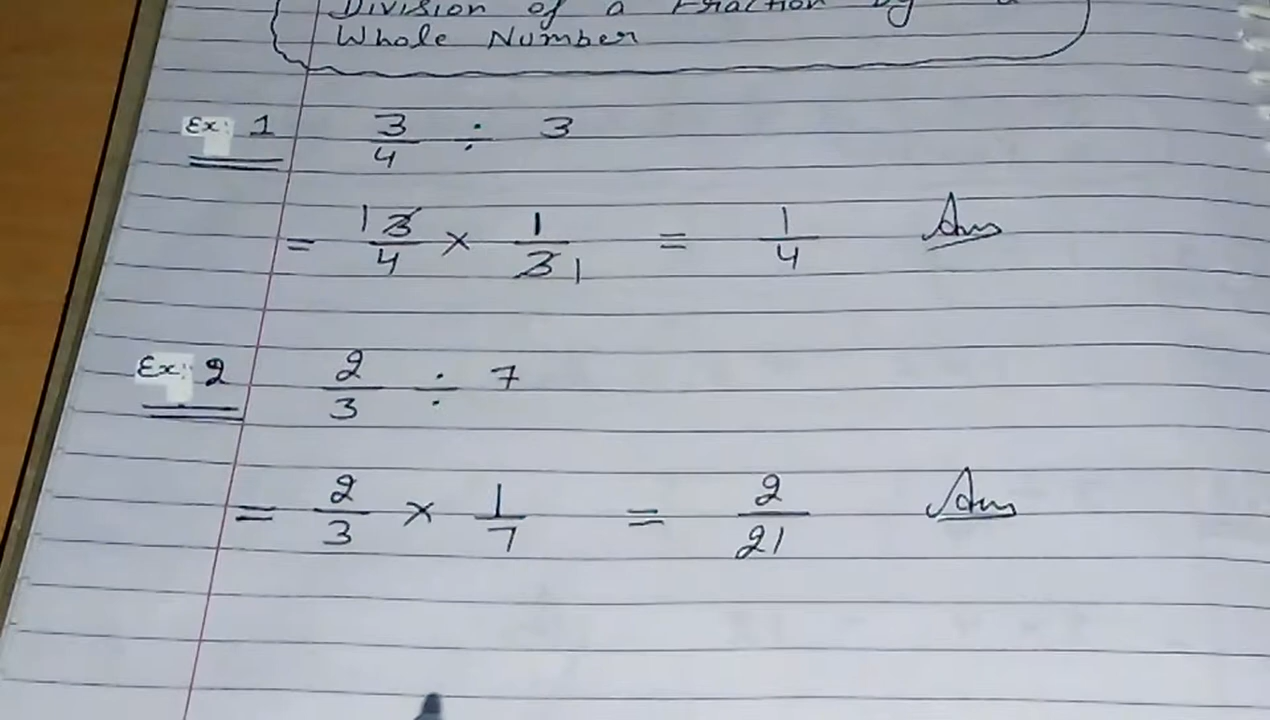 Division of a Fraction by a
Whole Number
Ex: 1 3/4 ÷ 3
= 1 3/4 × 1/3 1 = 1/4 Ans
Ex: 2 2/3 ÷ 7
= 2/3 × 1/7 = 2/21 Ans